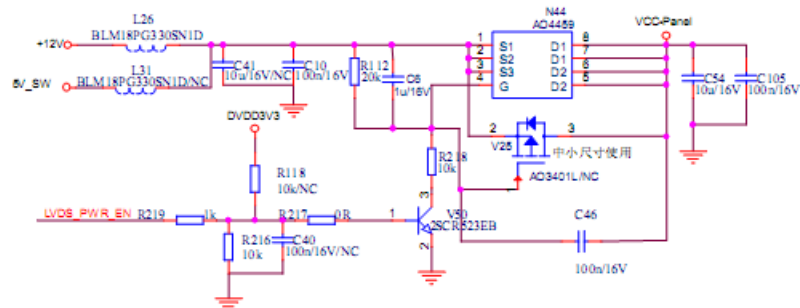 L26
+12V
BLM18PG330SN1D
L31
BLM18PG330SN1D/NC
5V_SW
C41
10u/16V/NC
C10
100n/16V
R112
20k
C6
1u/16V
N44
AO4459
1 S1 D1 8
2 S2 D1 7
3 S3 D2 6
4 G D2 5
VCC-Panel
C54
10u/16V
C105
100n/16V
DVDD3V3
R118
10k/NC
R218
10k
2 3
V25
中小尺寸使用
AO3401L/NC
1
LVDS_PWR_EN
R219 1k
R217 0R
R216
10k
C40
100n/16V/NC
1
3
V50
2SCR523EB
2
C46
100n/16V